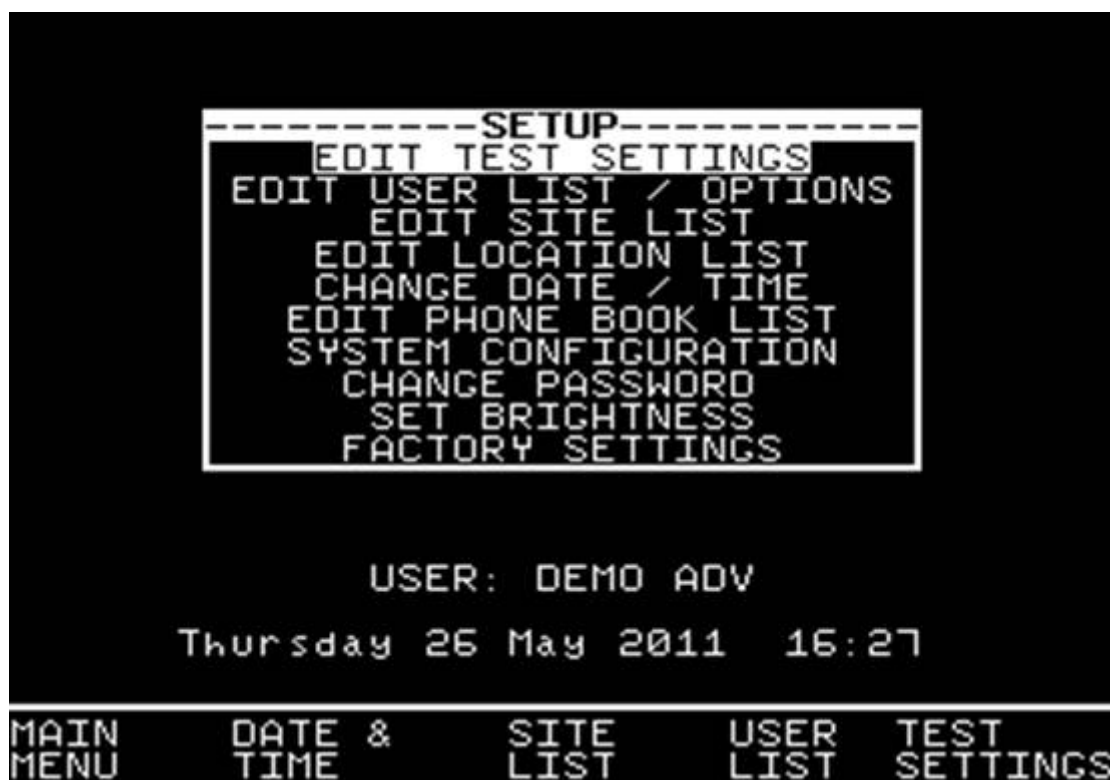 ----------SETUP-----------
EDIT TEST SETTINGS
EDIT USER LIST / OPTIONS
EDIT SITE LIST
EDIT LOCATION LIST
CHANGE DATE / TIME
EDIT PHONE BOOK LIST
SYSTEM CONFIGURATION
CHANGE PASSWORD
SET BRIGHTNESS
FACTORY SETTINGS
USER: DEMO ADV
Thursday 26 May 2011 16:27
MAIN DATE & SITE USER TEST
MENU TIME LIST LIST SETTINGS